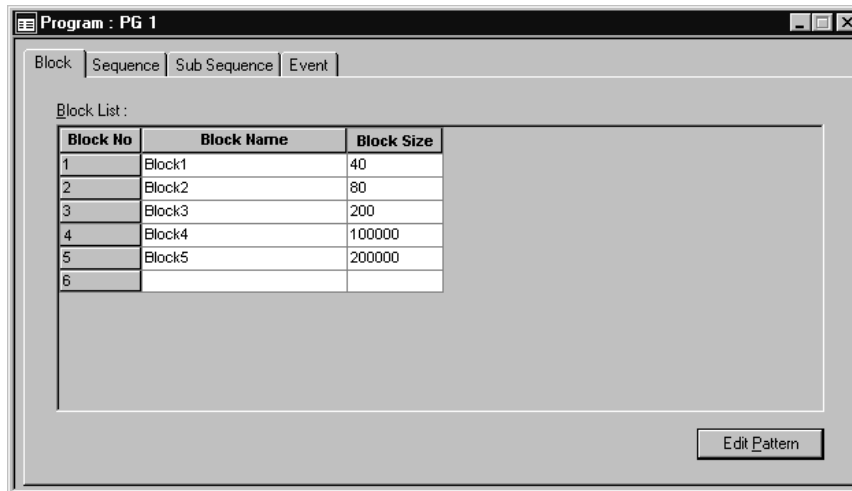 Program : PG 1
Block Sequence Sub Sequence Event
Block List :
Block No Block Name Block Size
1 Block1 40
2 Block2 80
3 Block3 200
4 Block4 100000
5 Block5 200000
6
Edit Pattern